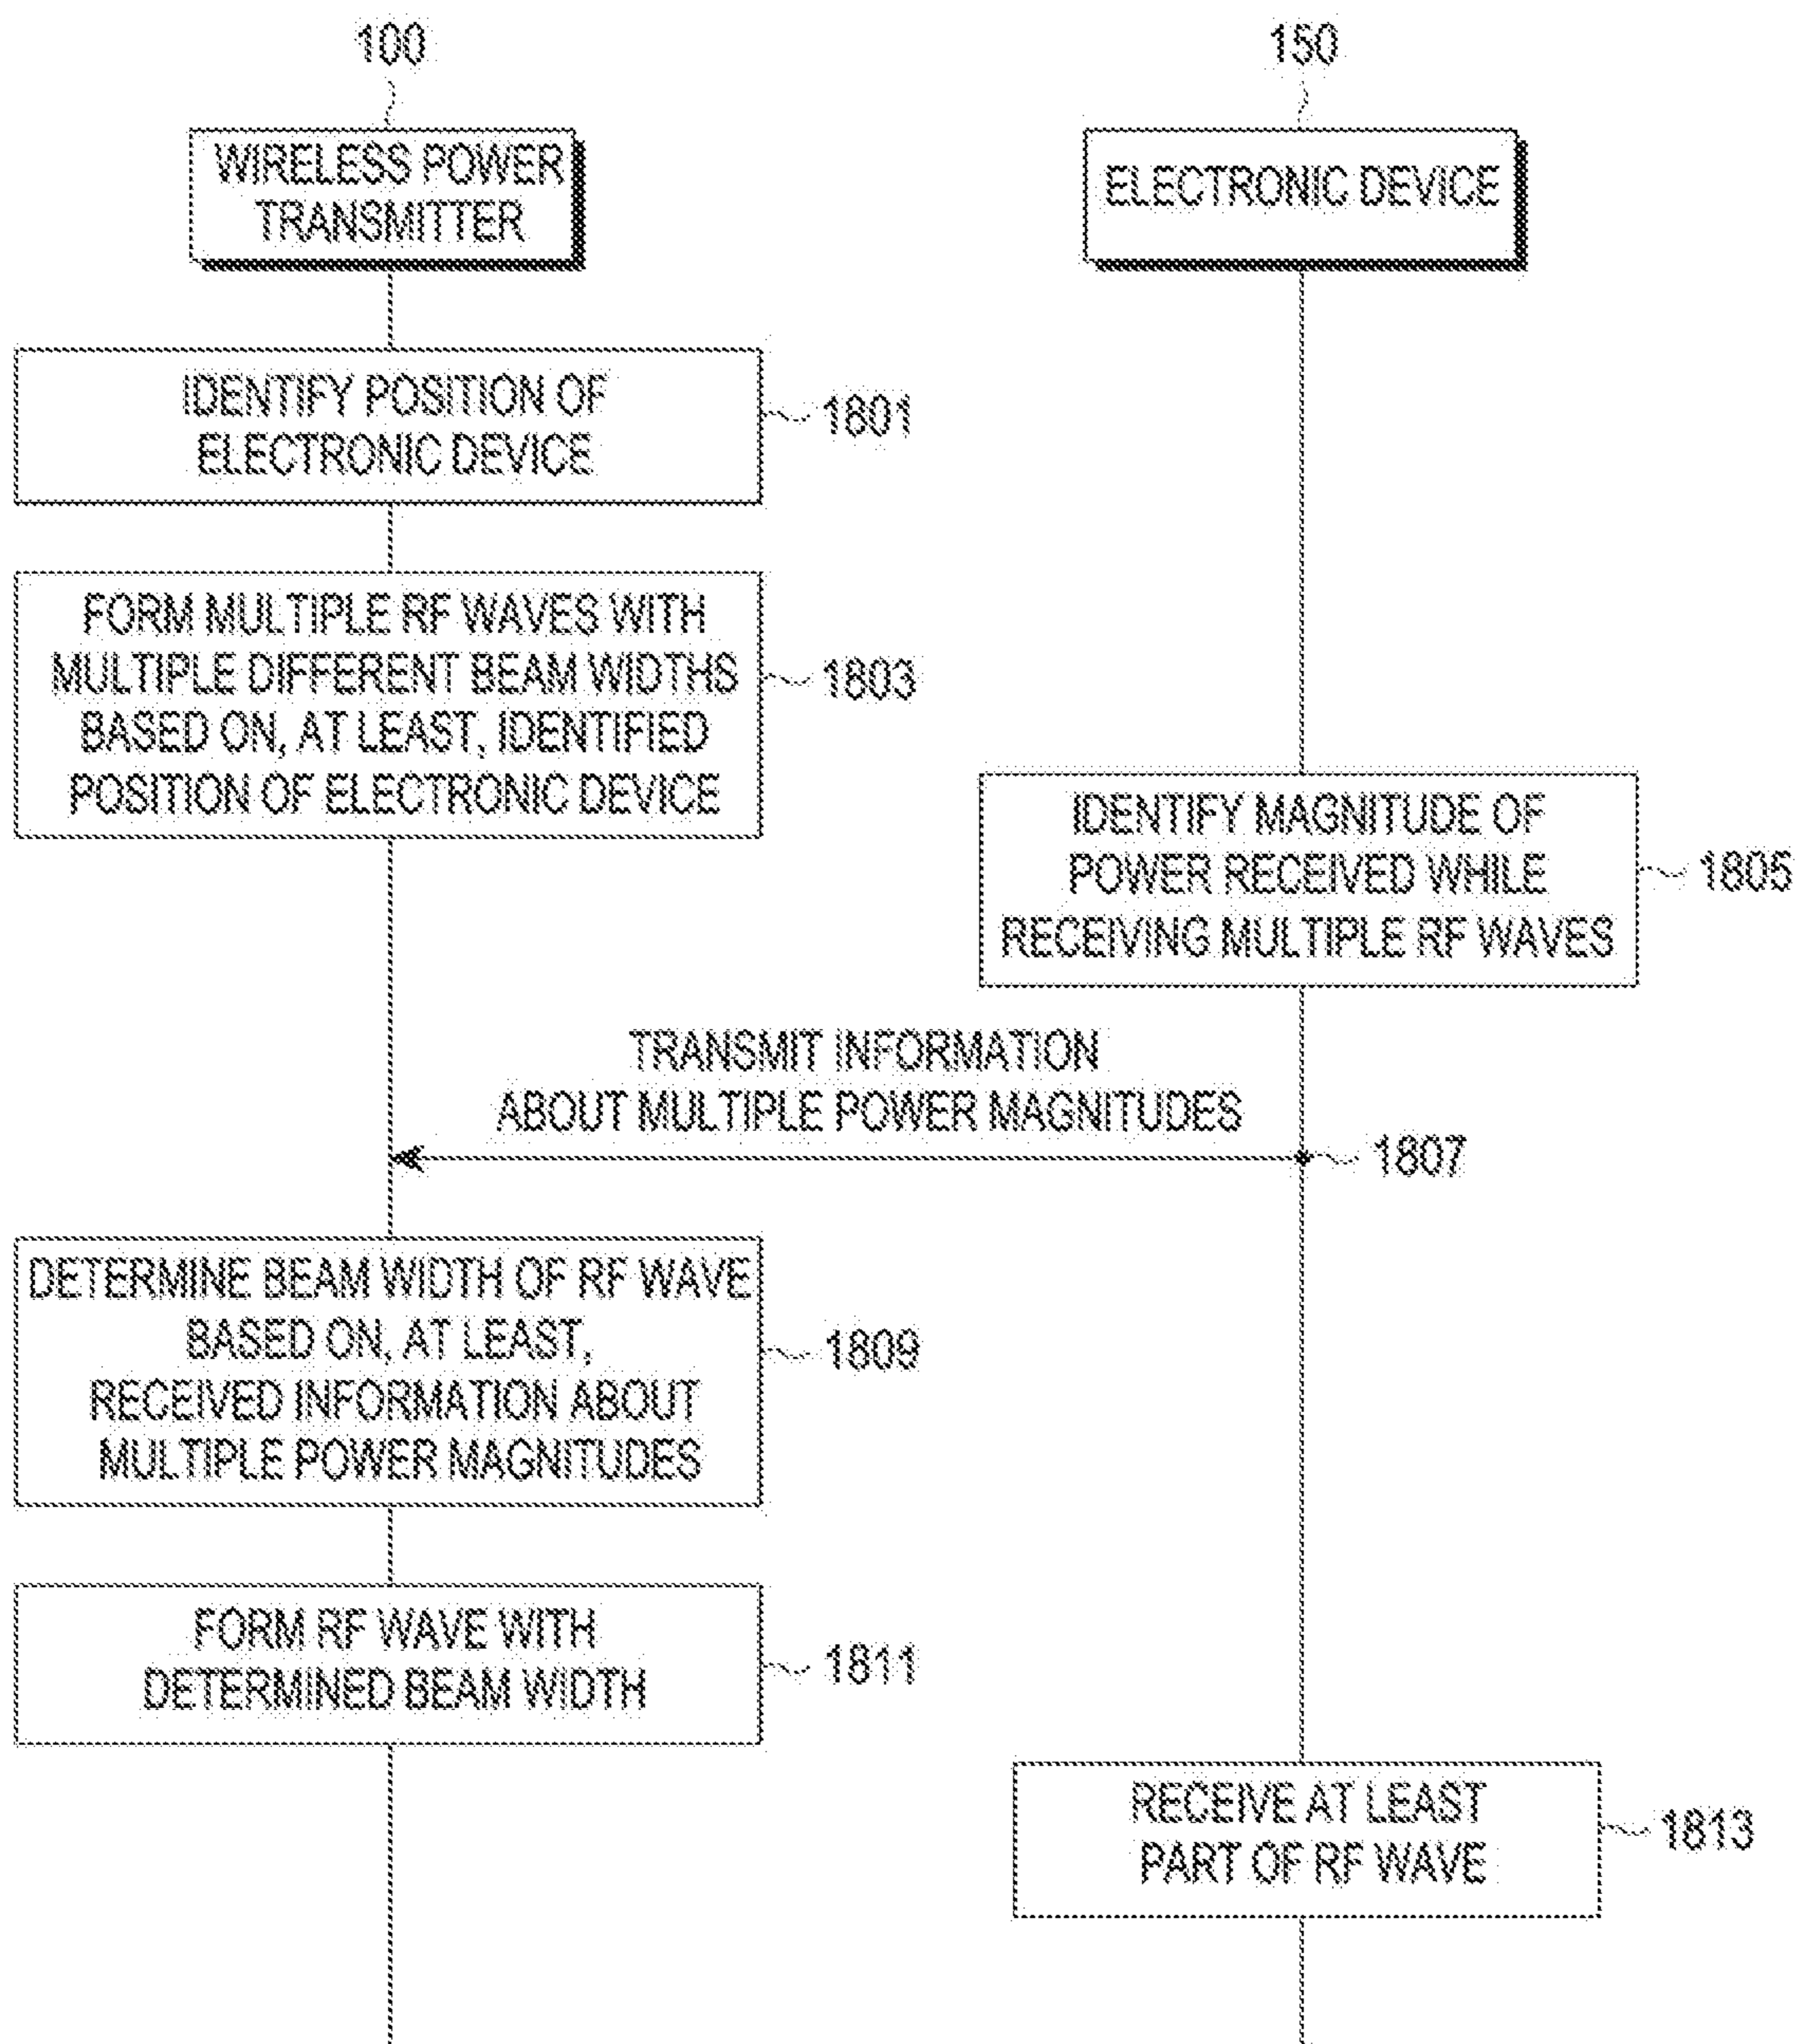 100
150
WIRELESS POWER
TRANSMITTER
ELECTRONIC DEVICE
IDENTIFY POSITION OF
ELECTRONIC DEVICE
1801
FORM MULTIPLE RF WAVES WITH
MULTIPLE DIFFERENT BEAM WIDTHS
BASED ON, AT LEAST, IDENTIFIED
POSITION OF ELECTRONIC DEVICE
1803
IDENTIFY MAGNITUDE OF
POWER RECEIVED WHILE
RECEIVING MULTIPLE RF WAVES
1805
TRANSMIT INFORMATION
ABOUT MULTIPLE POWER MAGNITUDES
1807
DETERMINE BEAM WIDTH OF RF WAVE
BASED ON, AT LEAST,
RECEIVED INFORMATION ABOUT
MULTIPLE POWER MAGNITUDES
1809
FORM RF WAVE WITH
DETERMINED BEAM WIDTH
1811
RECEIVE AT LEAST
PART OF RF WAVE
1813